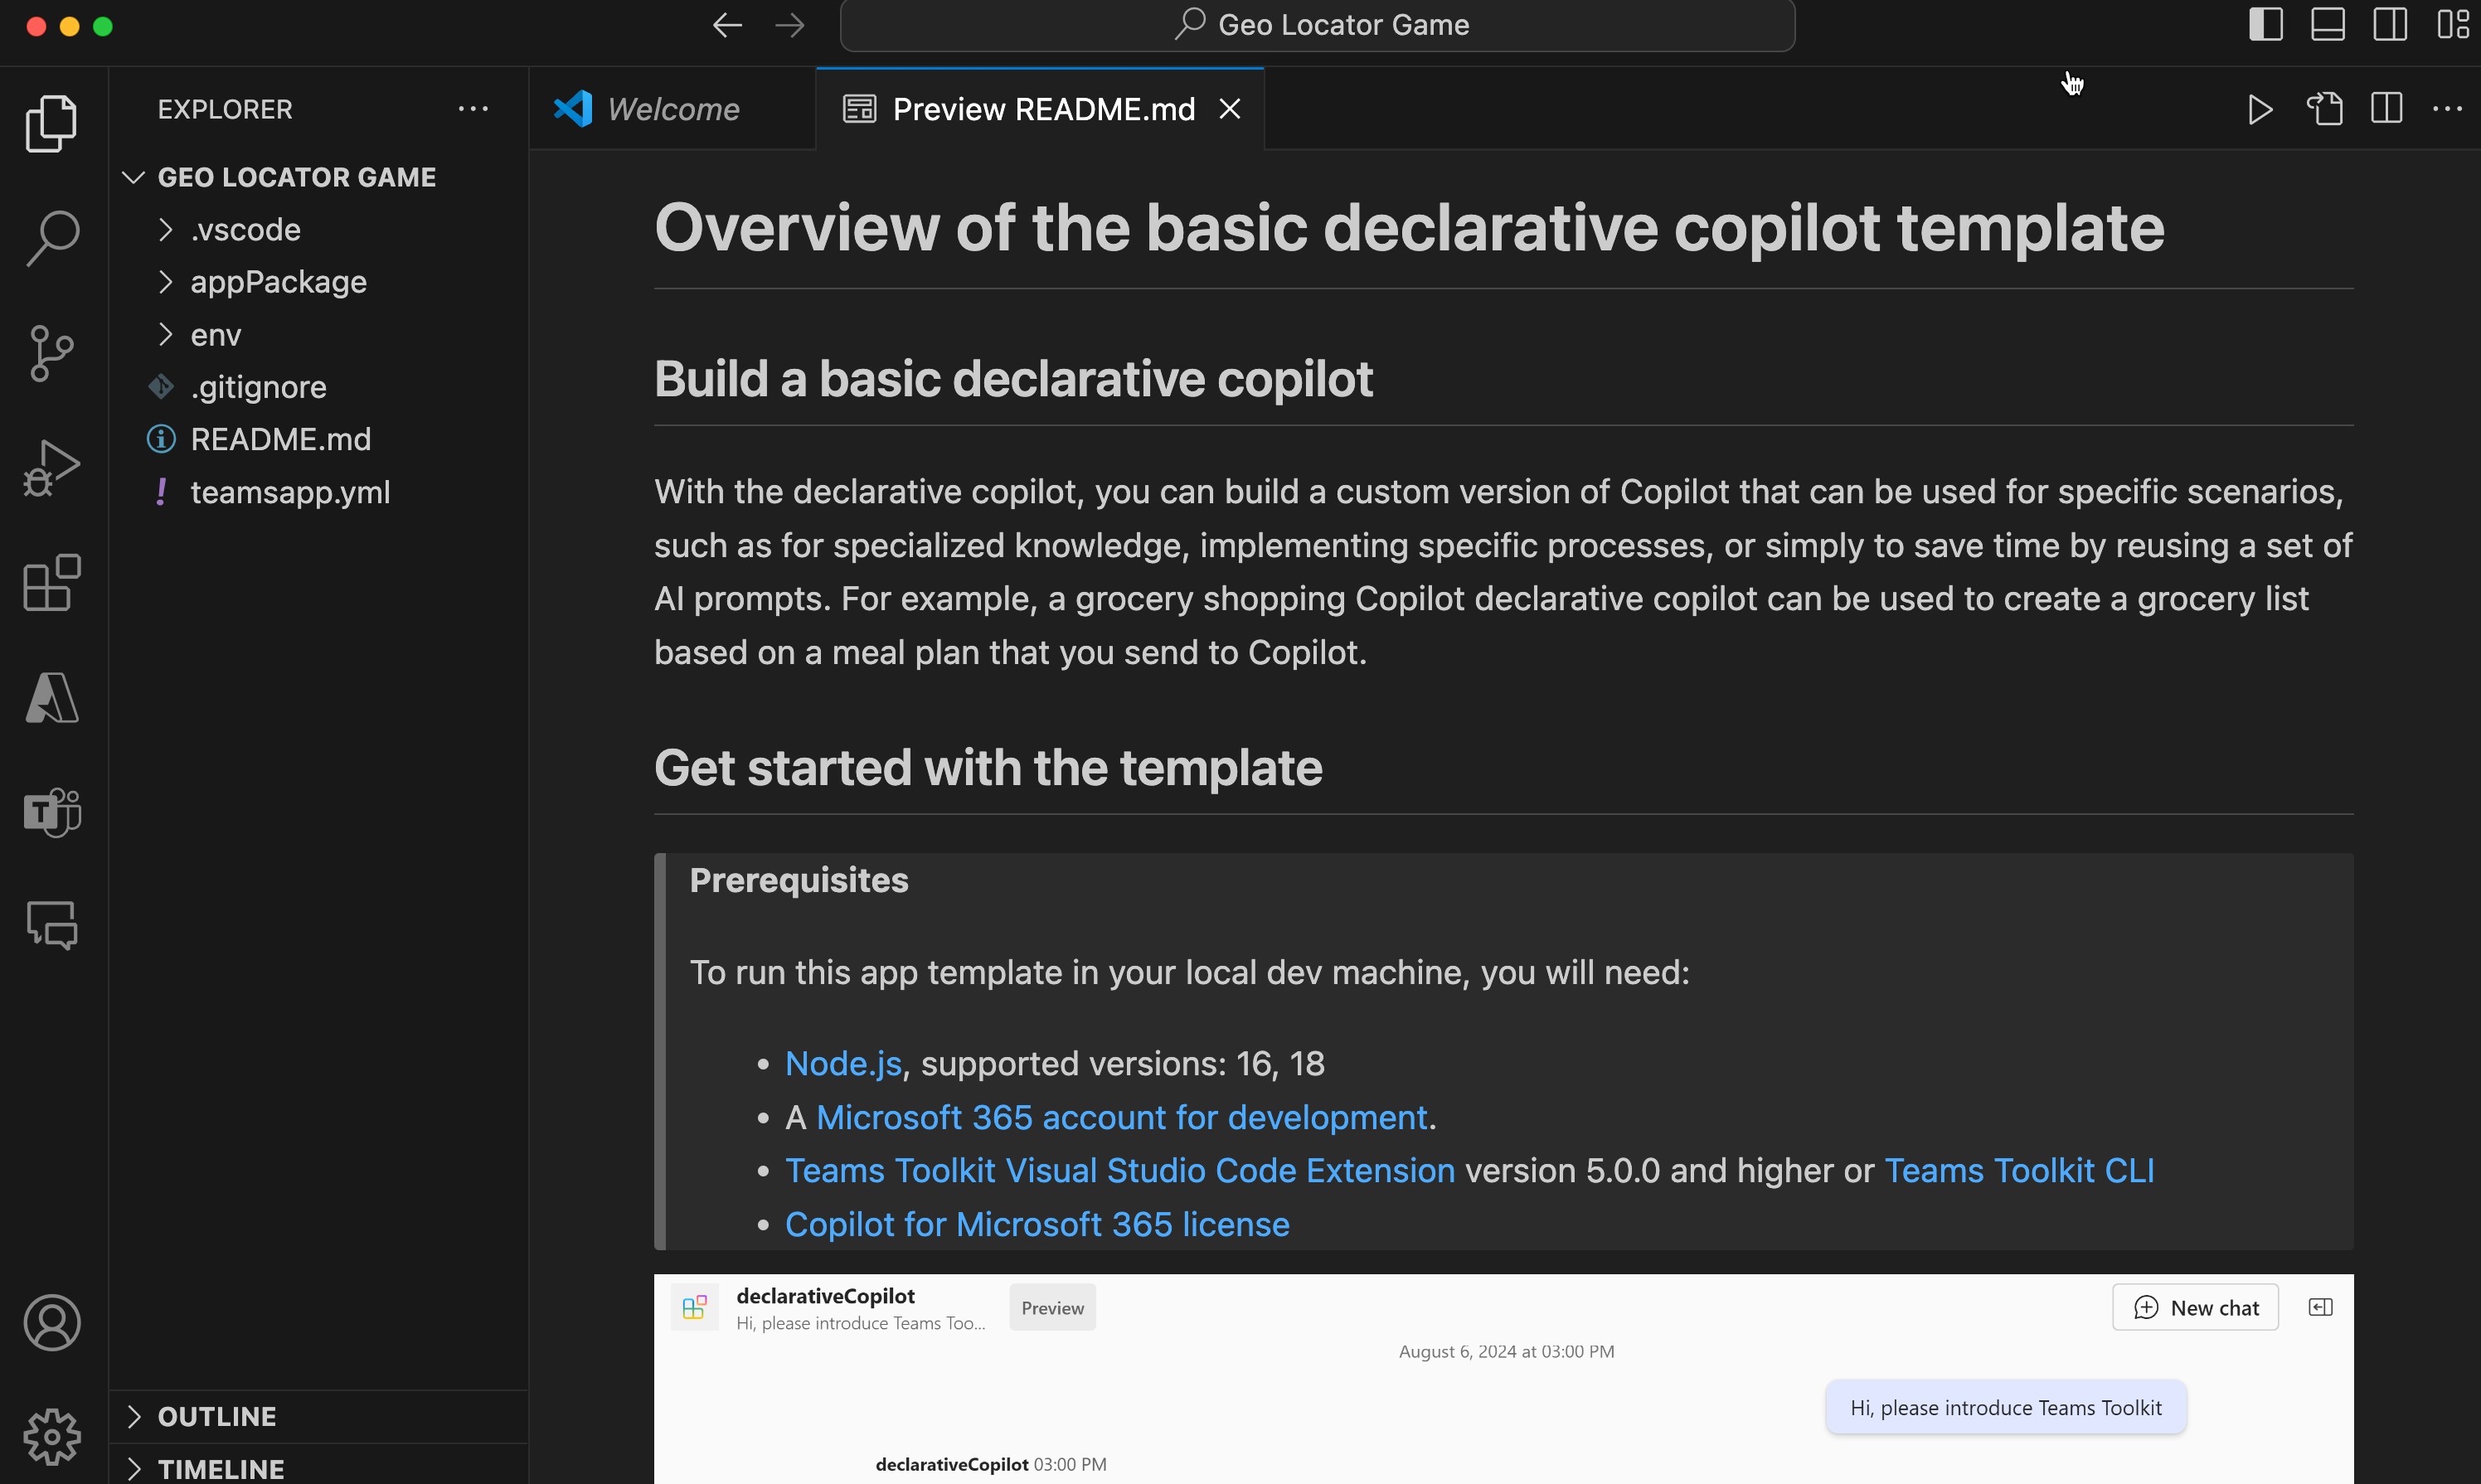 Geo Locator Game
EXPLORER
Welcome
Preview README.md
GEO LOCATOR GAME
.vscode
appPackage
env
.gitignore
README.md
teamsapp.yml
OUTLINE
TIMELINE
Overview of the basic declarative copilot template
Build a basic declarative copilot
With the declarative copilot, you can build a custom version of Copilot that can be used for specific scenarios,
such as for specialized knowledge, implementing specific processes, or simply to save time by reusing a set of
AI prompts. For example, a grocery shopping Copilot declarative copilot can be used to create a grocery list
based on a meal plan that you send to Copilot.
Get started with the template
Prerequisites
To run this app template in your local dev machine, you will need:
• Node.js, supported versions: 16, 18
• A Microsoft 365 account for development.
• Teams Toolkit Visual Studio Code Extension version 5.0.0 and higher or Teams Toolkit CLI
• Copilot for Microsoft 365 license
declarativeCopilot
Hi, please introduce Teams Too...
Preview
New chat
August 6, 2024 at 03:00 PM
Hi, please introduce Teams Toolkit
declarativeCopilot 03:00 PM